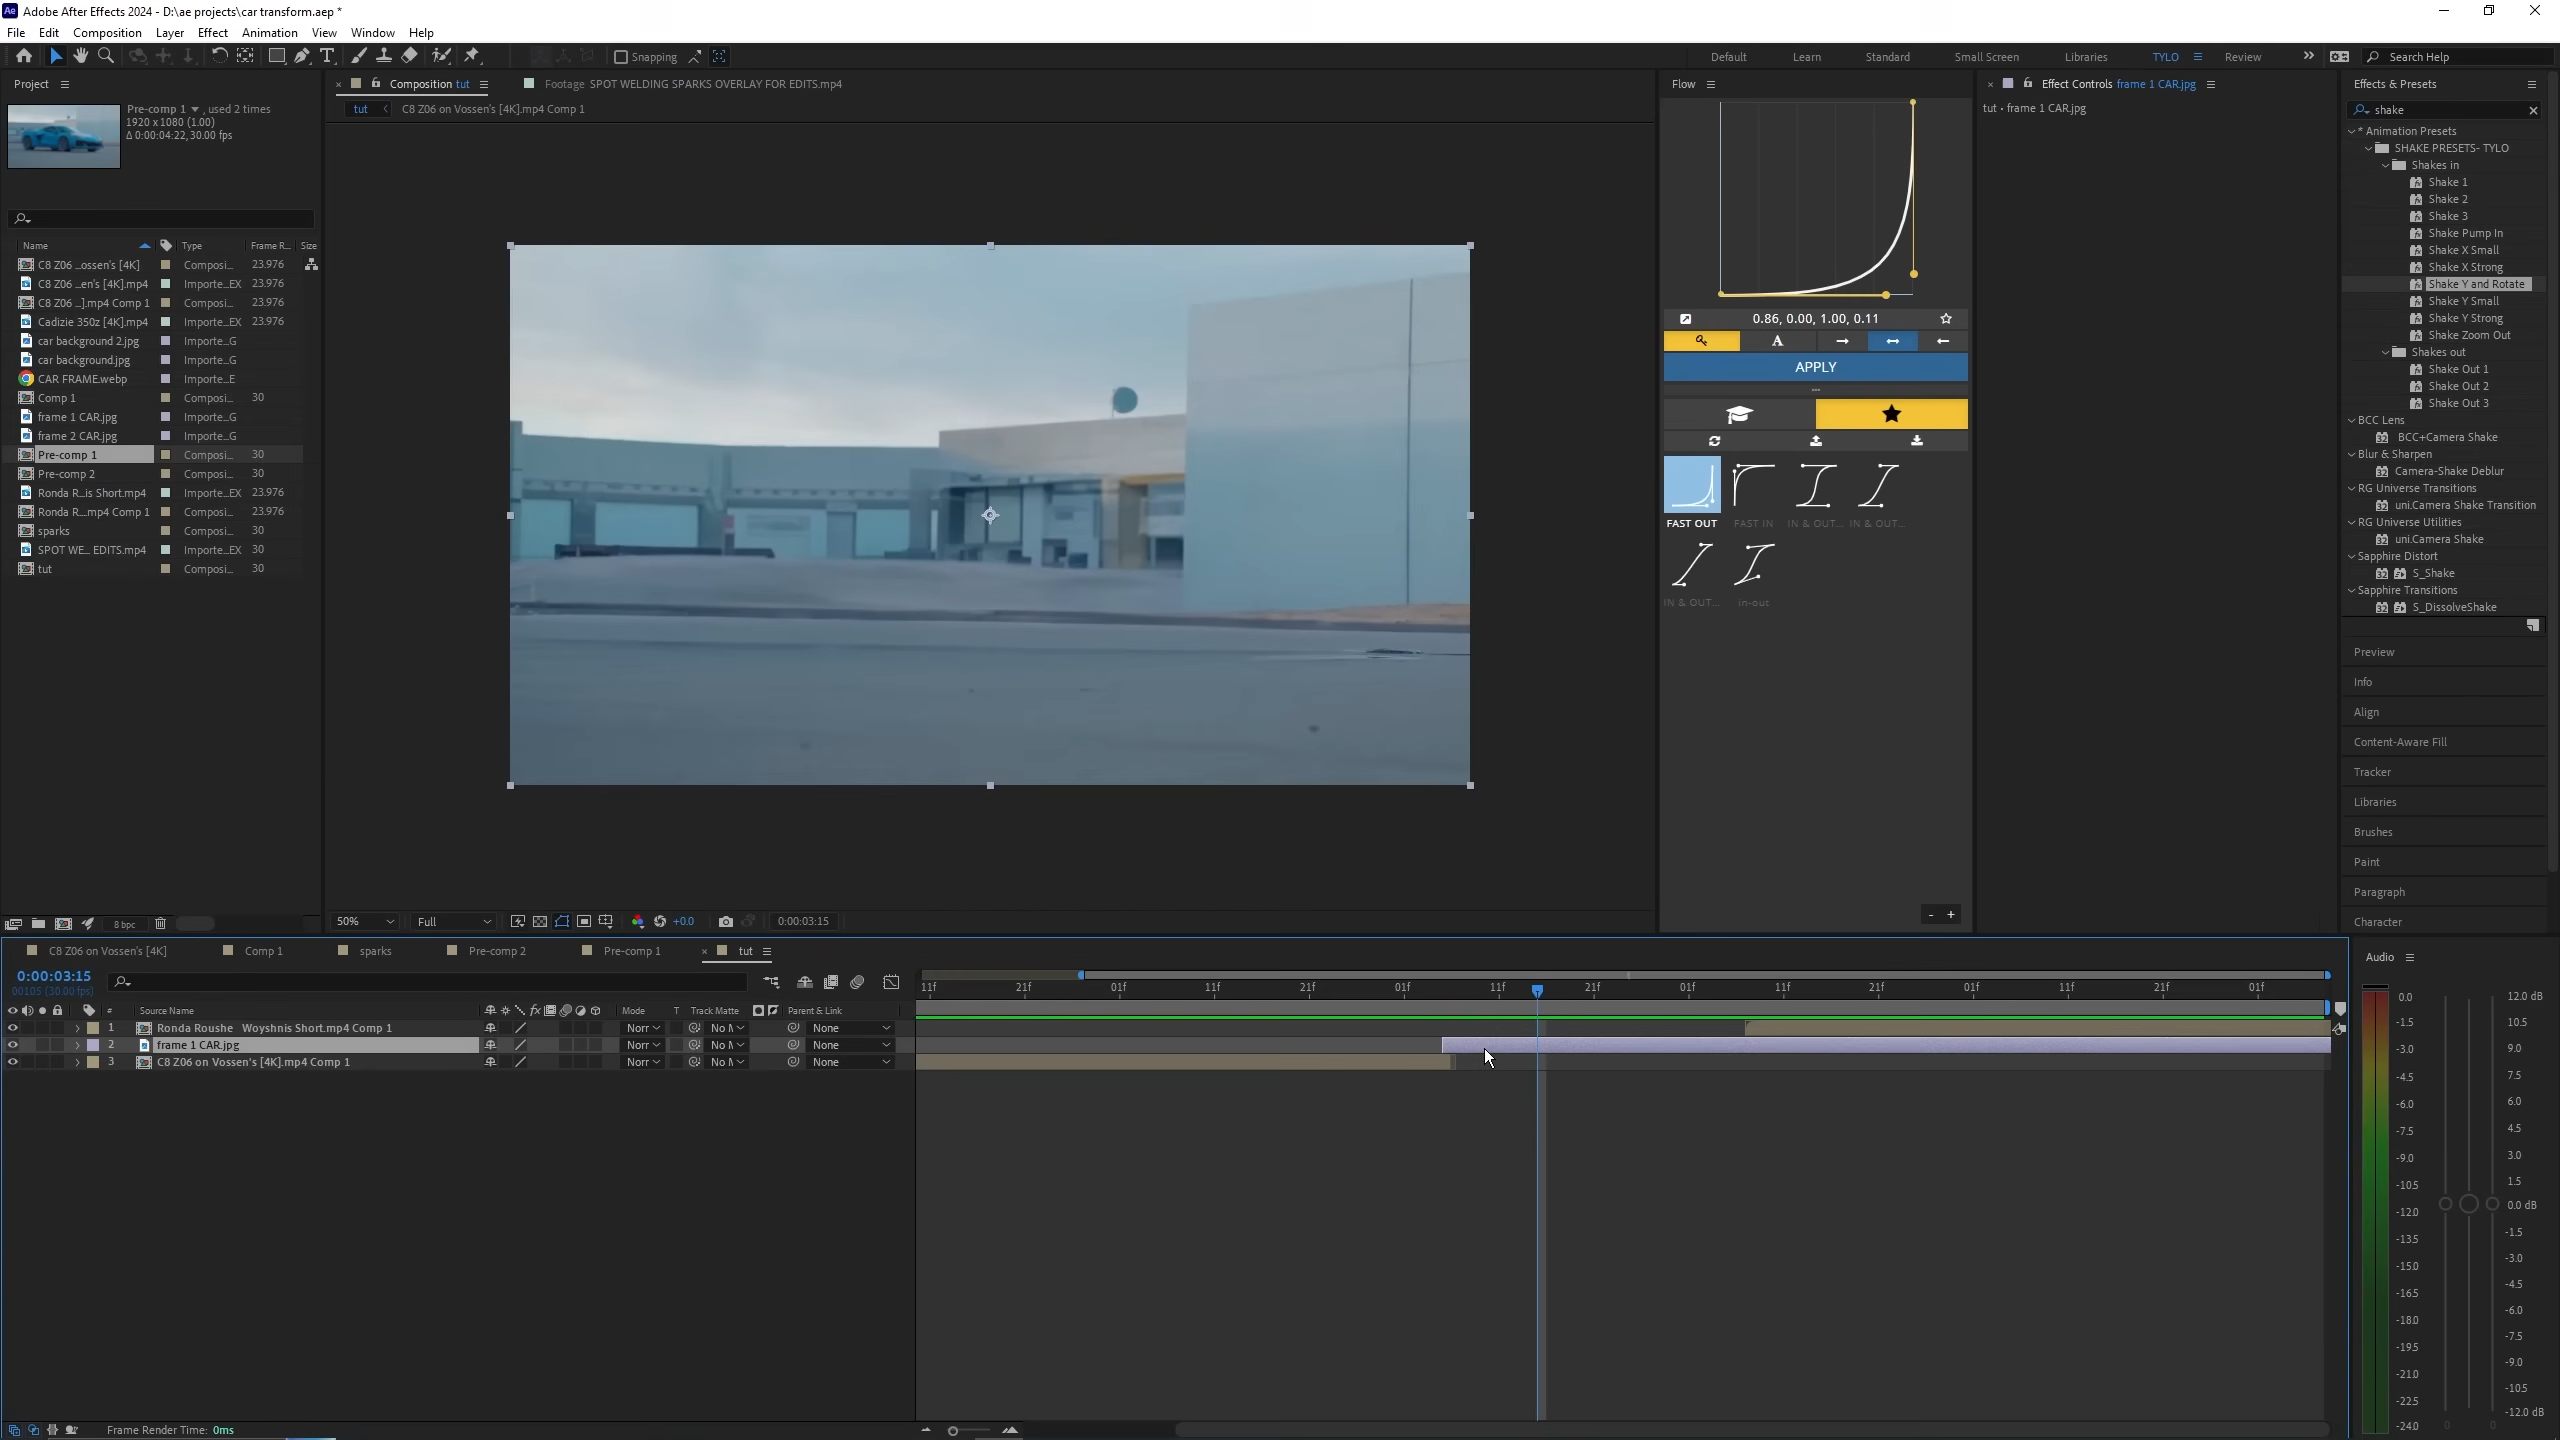 Adobe After Effects 2024 - D:\ae projects\car transform.aep *
File Edit Composition Layer Effect Animation View Window Help
Snapping
Default Learn Standard Small Screen Libraries TYLO Review Search Help
Project
Pre-comp 1 , used 2 times
1920 x 1080 (1.00)
Δ 0:00:04:22, 30.00 fps
Name Type Frame R... Size
C8 Z06 ...ossen's [4K] Composi... 23.976
C8 Z06 ...en's [4K].mp4 Importe...EX 23.976
C8 Z06 ...].mp4 Comp 1 Composi... 23.976
Cadizie 350z [4K].mp4 Importe...EX 23.976
car background 2.jpg Importe...G
car background.jpg Importe...G
CAR FRAME.webp Importe...E
Comp 1 Composi... 30
frame 1 CAR.jpg Importe...G
frame 2 CAR.jpg Importe...G
Pre-comp 1 Composi... 30
Pre-comp 2 Composi... 30
Ronda R...is Short.mp4 Importe...EX 23.976
Ronda R....mp4 Comp 1 Composi... 23.976
sparks Composi... 30
SPOT WE... EDITS.mp4 Importe...EX 30
tut Composi... 30
8 bpc
Composition tut
Footage SPOT WELDING SPARKS OVERLAY FOR EDITS.mp4
tut C8 Z06 on Vossen's [4K].mp4 Comp 1
50% Full +0.0 0:00:03:15
Flow
0.86, 0.00, 1.00, 0.11
A
APPLY
FAST OUT FAST IN IN & OUT... IN & OUT...
IN & OUT... in-out
- +
Effect Controls frame 1 CAR.jpg
tut • frame 1 CAR.jpg
Effects & Presets
shake
* Animation Presets
SHAKE PRESETS- TYLO
Shakes in
Shake 1
Shake 2
Shake 3
Shake Pump In
Shake X Small
Shake X Strong
Shake Y and Rotate
Shake Y Small
Shake Y Strong
Shake Zoom Out
Shakes out
Shake Out 1
Shake Out 2
Shake Out 3
BCC Lens
BCC+Camera Shake
Blur & Sharpen
Camera-Shake Deblur
RG Universe Transitions
uni.Camera Shake Transition
RG Universe Utilities
uni.Camera Shake
Sapphire Distort
S_Shake
Sapphire Transitions
S_DissolveShake
Preview
Info
Align
Content-Aware Fill
Tracker
Libraries
Brushes
Paint
Paragraph
Character
C8 Z06 on Vossen's [4K] Comp 1 sparks Pre-comp 2 Pre-comp 1 tut
0:00:03:15
00105 (30.00 fps)
11f 21f 01f 11f 21f 01f 11f 21f 01f 11f 21f 01f 11f 21f 01f
# Source Name Mode T Track Matte Parent & Link
1 Ronda Roushe Woyshnis Short.mp4 Comp 1 Norr No M None
2 frame 1 CAR.jpg Norr No M None
3 C8 Z06 on Vossen's [4K].mp4 Comp 1 Norr No M None
Frame Render Time: 0ms
Audio
0.0
-1.5
-3.0
-4.5
-6.0
-7.5
-9.0
-10.5
-12.0
-13.5
-15.0
-16.5
-18.0
-19.5
-21.0
-22.5
-24.0
12.0 dB
10.5
9.0
7.5
6.0
4.5
3.0
1.5
0.0 dB
-1.5
-3.0
-4.5
-6.0
-7.5
-9.0
-10.5
-12.0 dB
0 0